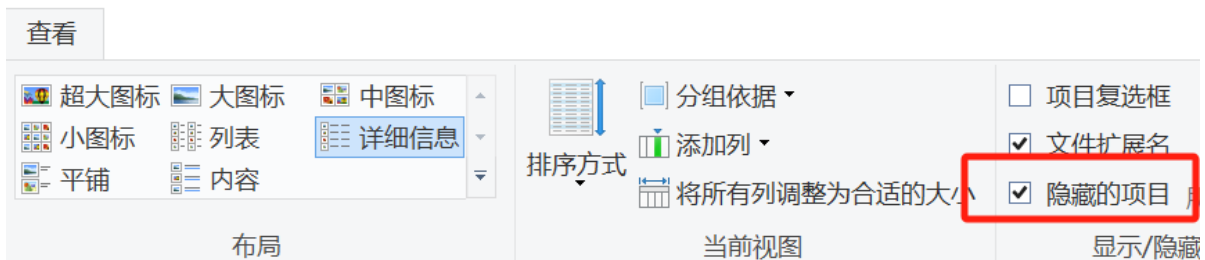 查看
超大图标 大图标 中图标
小图标 列表 详细信息
平铺 内容
布局
排序方式
分组依据
添加列
将所有列调整为合适的大小
当前视图
项目复选框
文件扩展名
隐藏的项目
显示/隐藏